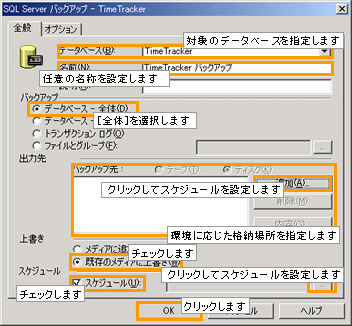 SQL Server バックアップ - TimeTracker
全般 オプション
対象のデータベースを指定します
データベース(B): TimeTracker
名前(N): TimeTracker バックアップ
任意の名称を設定します
バックアップ
データベース - 全体(D)
データベース
[全体]を選択します
トランザクション ログ(O)
ファイルとグループ(F):
出力先
バックアップ先: テープ(T) ディスク(K)
追加(A)...
クリックしてスケジュールを設定します
削除(M)
環境に応じた格納場所を指定します
上書き
メディアに追
チェックします
既存のメディアに上書き(W)
クリックしてスケジュールを設定します
スケジュール
スケジュール(U):
チェックします
クリックします
OK ヘルプ